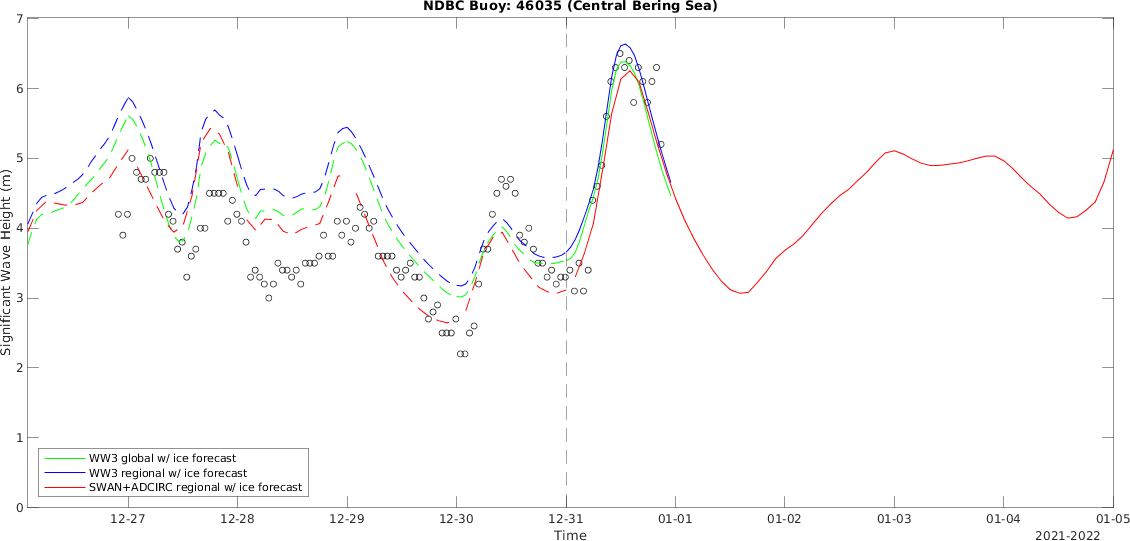 NDBC Buoy: 46035 (Central Bering Sea)
7
6
5
4
3
2
1
0
Significant Wave Height (m)
WW3 global w/ ice forecast
WW3 regional w/ ice forecast
SWAN+ADCIRC regional w/ ice forecast
12-27 12-28 12-29 12-30 12-31 01-01 01-02 01-03 01-04 01-05
Time
2021-2022